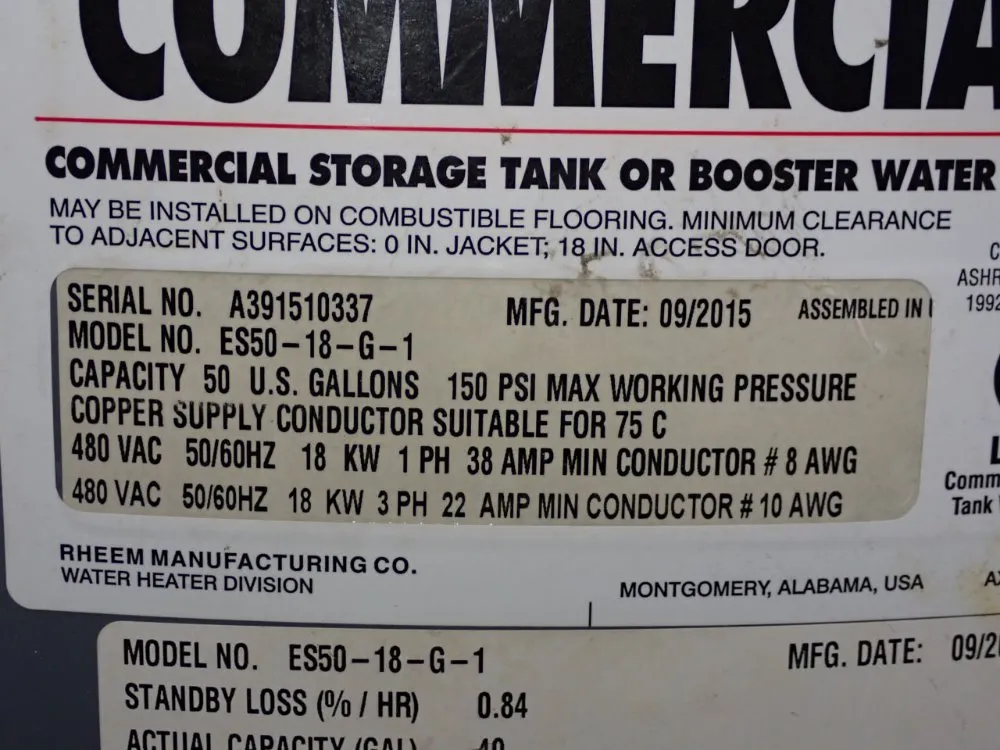 COMMERCIA
COMMERCIAL STORAGE TANK OR BOOSTER WATER
MAY BE INSTALLED ON COMBUSTIBLE FLOORING. MINIMUM CLEARANCE
TO ADJACENT SURFACES: 0 IN. JACKET; 18 IN. ACCESS DOOR.
C
ASHR
1992
SERIAL NO. A391510337 MFG. DATE: 09/2015 ASSEMBLED IN
MODEL NO. ES50-18-G-1
CAPACITY 50 U.S. GALLONS 150 PSI MAX WORKING PRESSURE
COPPER SUPPLY CONDUCTOR SUITABLE FOR 75 C
480 VAC 50/60HZ 18 KW 1 PH 38 AMP MIN CONDUCTOR # 8 AWG
480 VAC 50/60HZ 18 KW 3 PH 22 AMP MIN CONDUCTOR # 10 AWG
Comm
Tank
RHEEM MANUFACTURING CO.
WATER HEATER DIVISION
MONTGOMERY, ALABAMA, USA
MODEL NO. ES50-18-G-1 MFG. DATE: 09/20
STANDBY LOSS (% / HR) 0.84
ACTUAL CAPACITY (GAL) 49